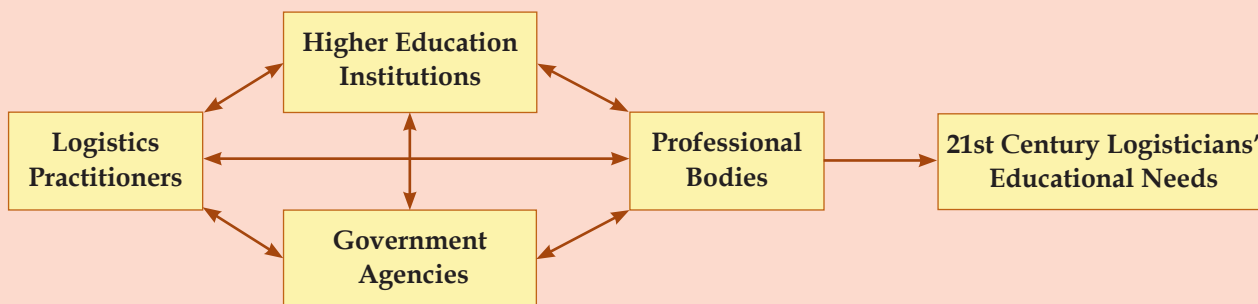 Higher Education
Institutions
Logistics
Practitioners
Professional
Bodies
21st Century Logisticians’
Educational Needs
Government
Agencies